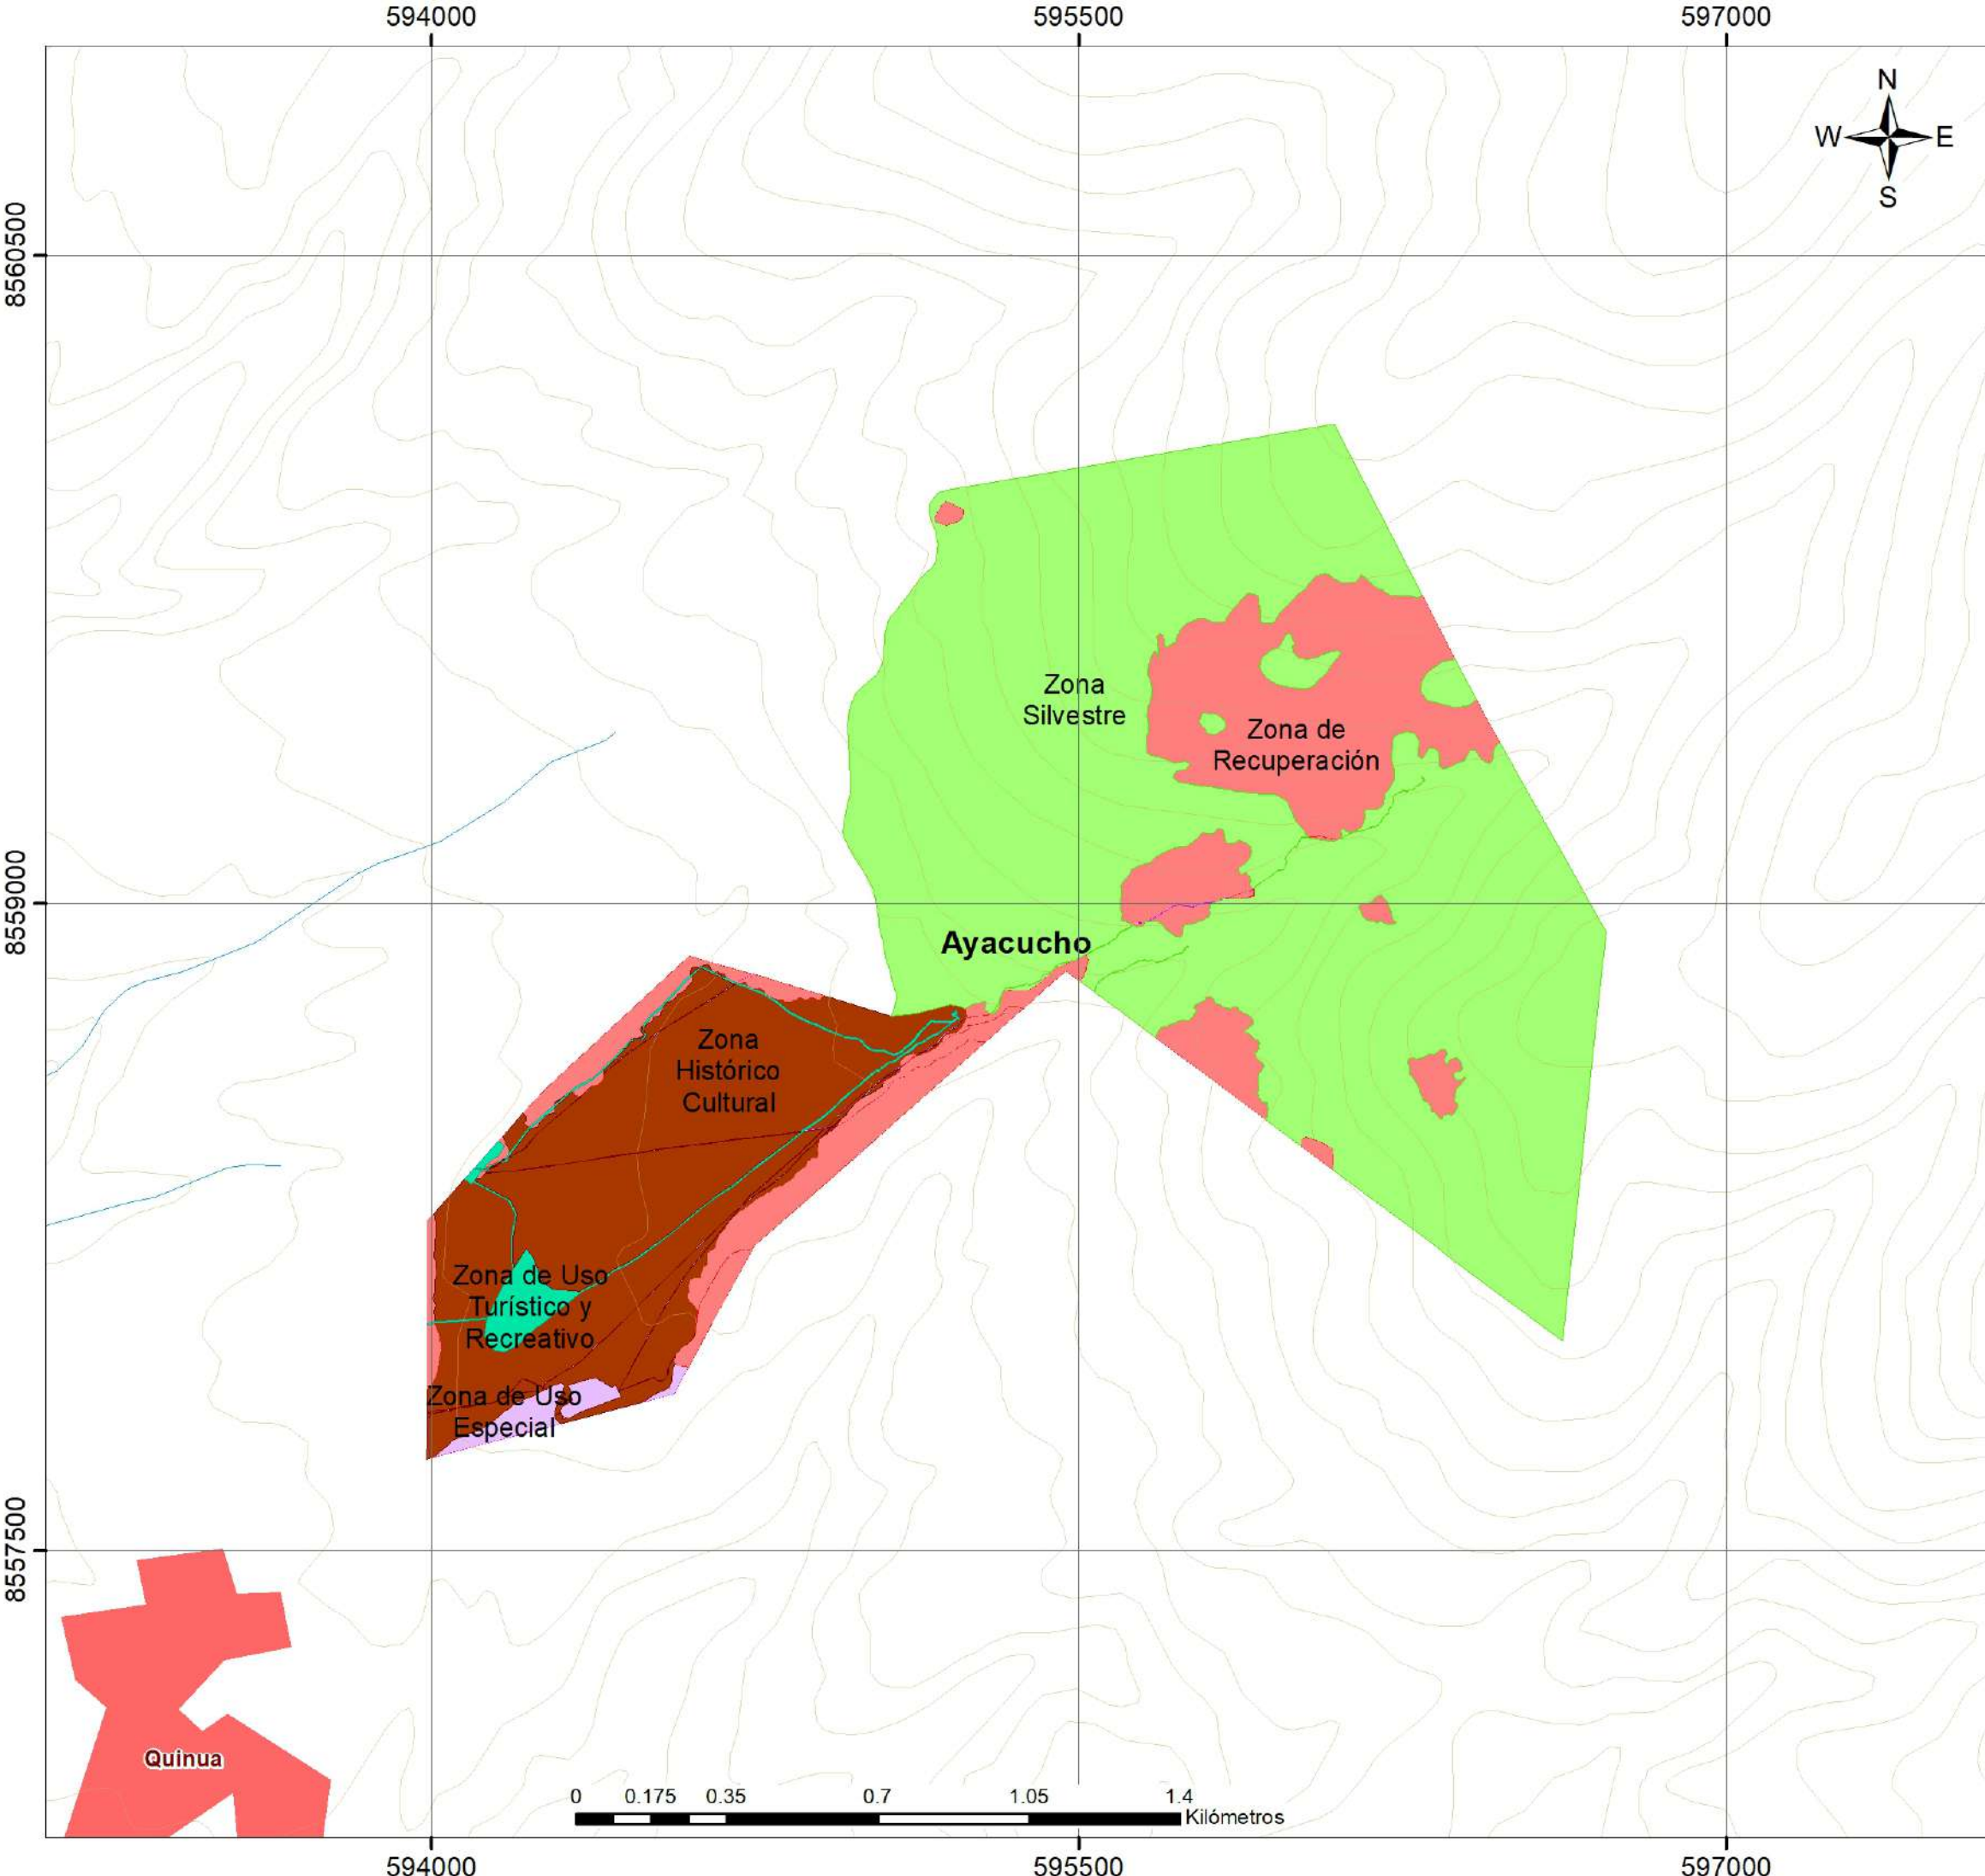 594000
595500
597000
N
W
E
S
8560500
Zona
Silvestre
Zona de
Recuperación
8559000
Ayacucho
Zona
Histórico
Cultural
Zona de Uso
Turístico y
Recreativo
Zona de Uso
Especial
8557500
Quinua
0
0.175
0.35
0.7
1.05
1.4
Kilómetros
594000
595500
597000